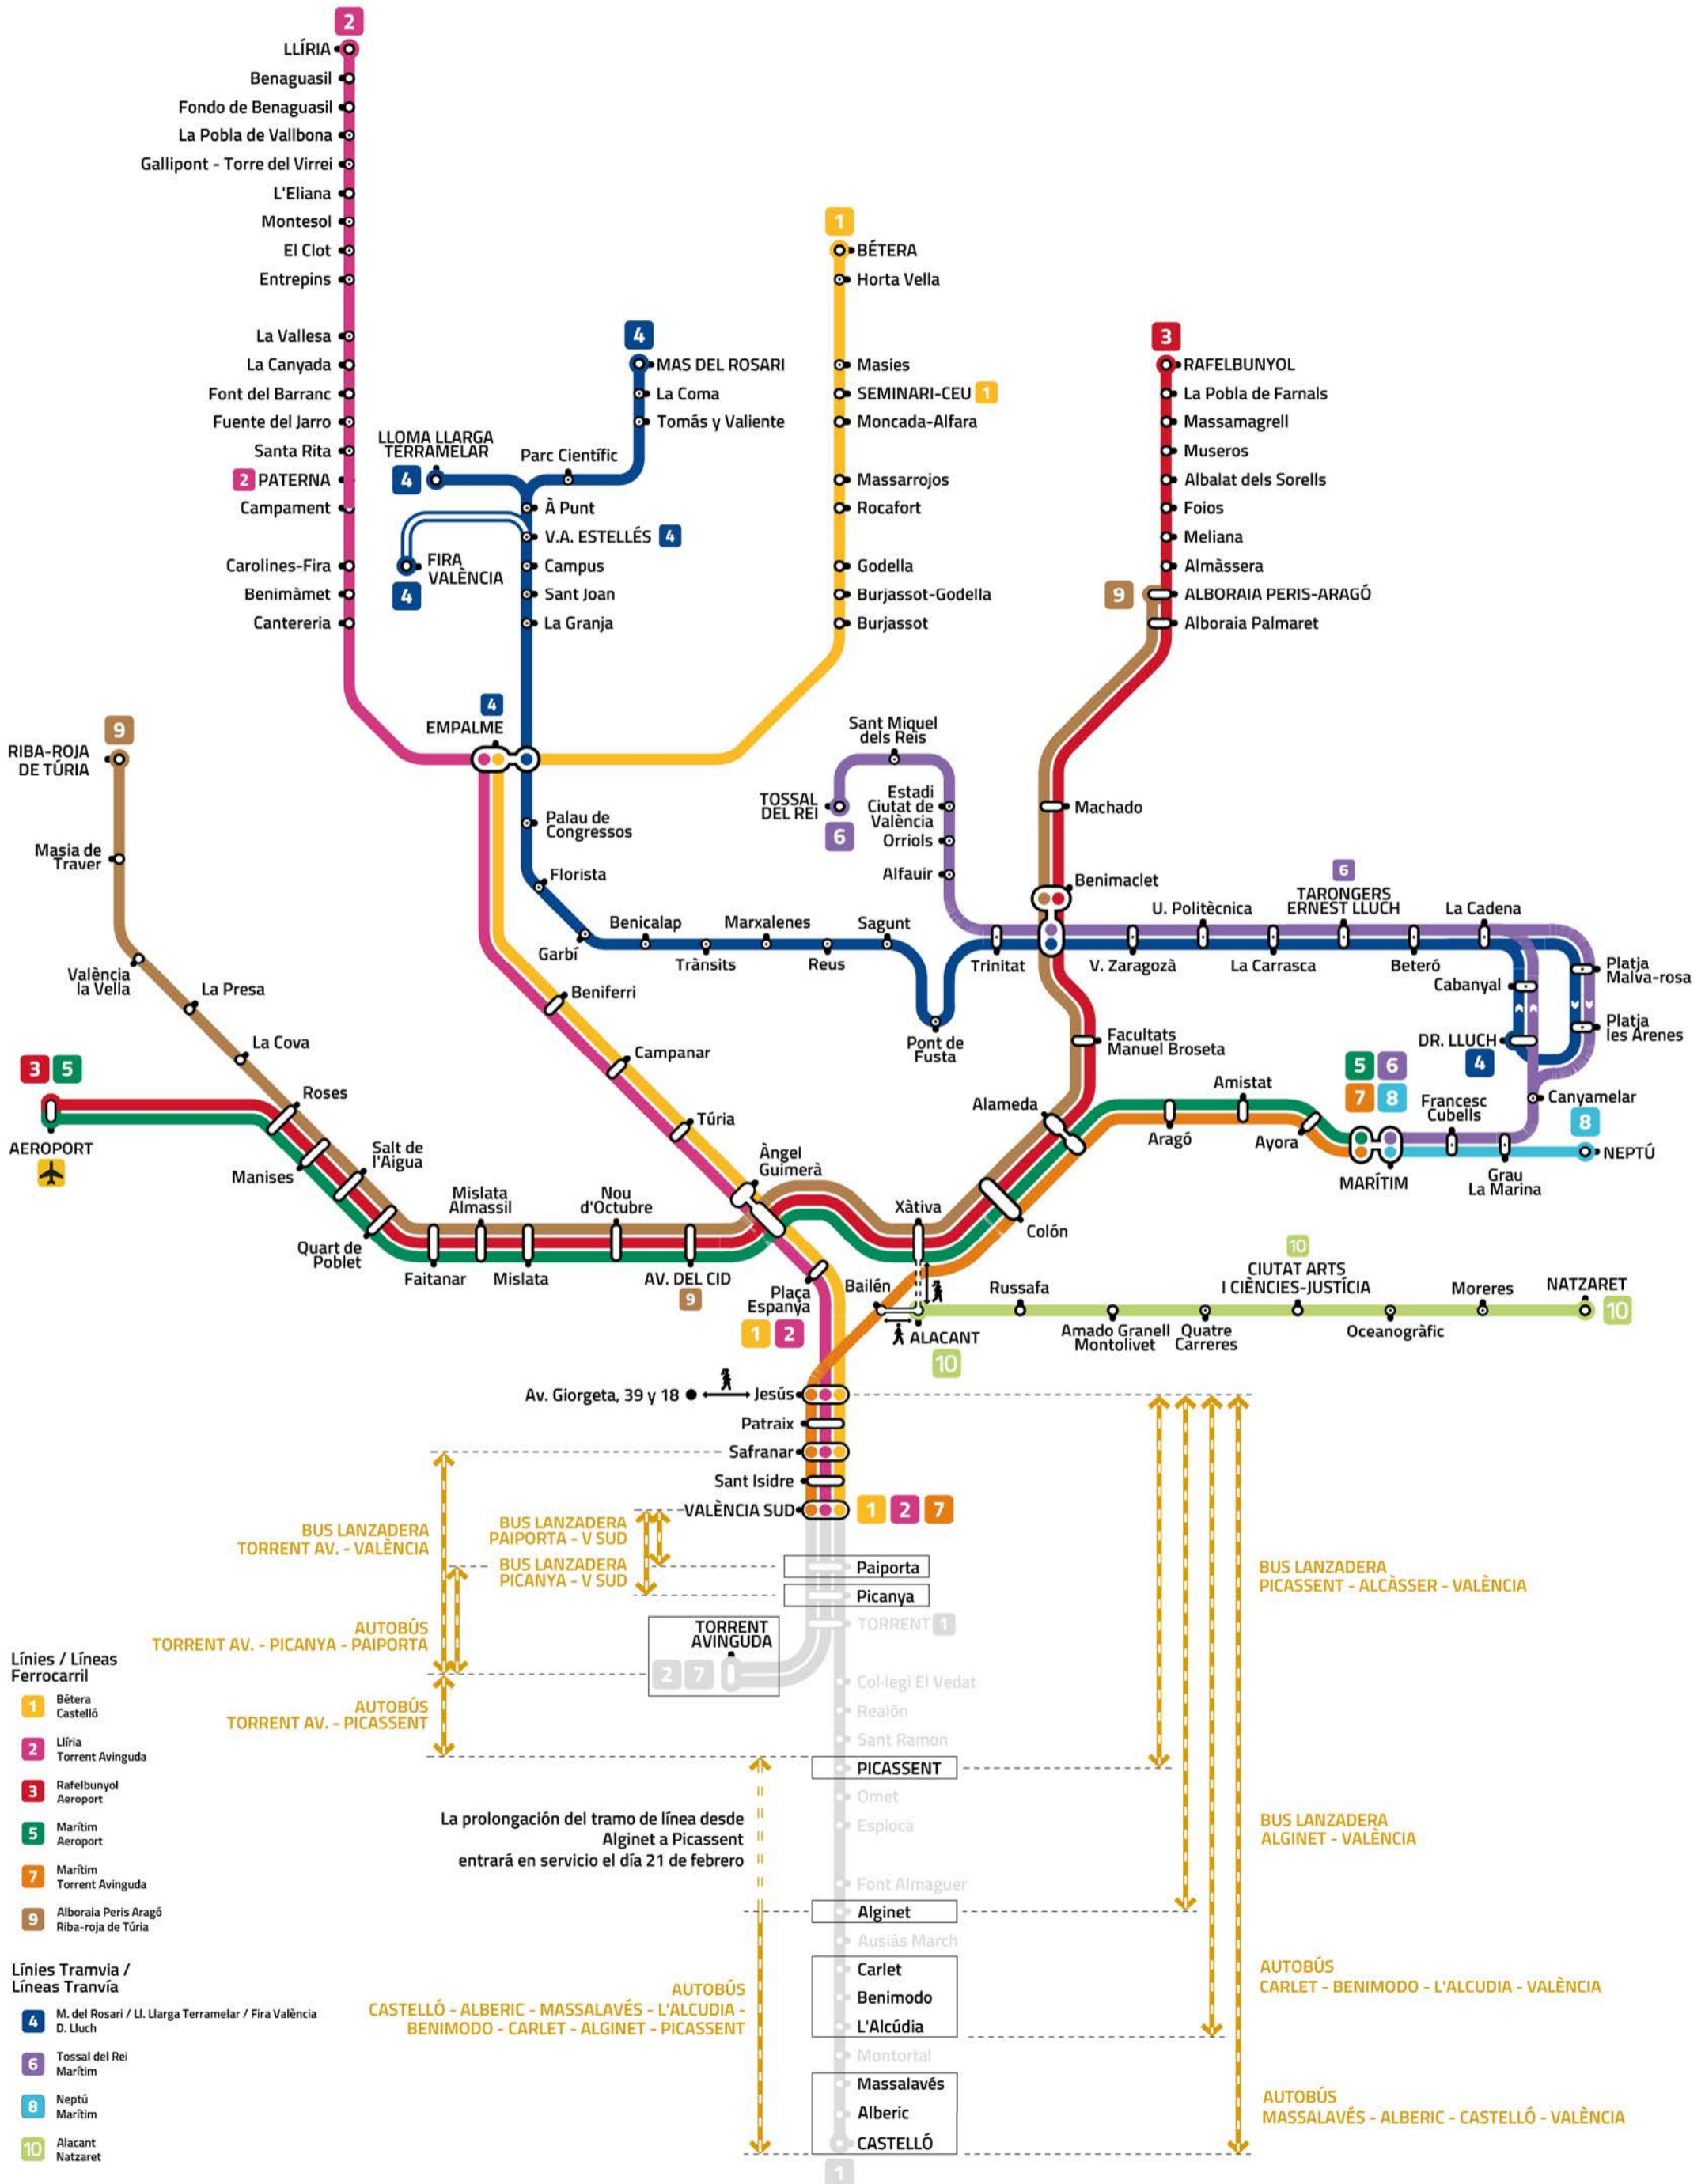 2
LLÍRIA
Benaguasil
Fondo de Benaguasil
La Pobla de Vallbona
Gallipont - Torre del Virrei
L'Eliana
Montesol
El Clot
Entrepins
La Vallesa
La Canyada
Font del Barranc
Fuente del Jarro
Santa Rita
2 PATERNA
Campament
Carolines-Fira
Benimàmet
Cantereria
4
MAS DEL ROSARI
La Coma
Tomás y Valiente
Parc Científic
LLOMA LLARGA
TERRAMELAR
4
À Punt
V.A. ESTELLÉS 4
FIRA
VALÈNCIA
4
Campus
Sant Joan
La Granja
1
BÉTERA
Horta Vella
Masies
SEMINARI-CEU 1
Moncada-Alfara
Massarrojos
Rocafort
Godella
Burjassot-Godella
Burjassot
3
RAFELBUNYOL
La Pobla de Farnals
Massamagrell
Museros
Albalat dels Sorells
Foios
Meliana
Almàssera
9 ALBORAIA PERIS-ARAGÓ
Alboraia Palmaret
4
EMPALME
Palau de
Congressos
Florista
Garbí
Benicalap
Trànsits
Marxalenes
Reus
Sagunt
Pont de
Fusta
Sant Miquel
dels Reis
TOSSAL
DEL REI
6
Estadi
Ciutat de
València
Orriols
Alfauir
Machado
Benimaclet
Trinitat
V. Zaragozà
U. Politècnica
La Carrasca
6
TARONGERS
ERNEST LLUCH
Beteró
La Cadena
Platja
Malva-rosa
Cabanyal
Platja
les Arenes
DR. LLUCH
4
Canyamelar
8
NEPTÚ
Francesc
Cubells
Grau
La Marina
5 6
7 8
MARÍTIM
Facultats
Manuel Broseta
Alameda
Aragó
Amistat
Ayora
9
RIBA-ROJA
DE TÚRIA
Masia de
Traver
València
la Vella
La Presa
La Cova
3 5
AEROPORT
Roses
Manises
Salt de
l'Aigua
Quart de
Poblet
Faitanar
Mislata
Almassil
Mislata
Nou
d'Octubre
AV. DEL CID
9
Beniferri
Campanar
Túria
Àngel
Guimerà
Plaça
Espanya
1 2
Xàtiva
Colón
Bailén
ALACANT
10
Russafa
Amado Granell
Montolivet
Quatre
Carreres
10
CIUTAT ARTS
I CIÈNCIES-JUSTÍCIA
Oceanogràfic
Moreres
NATZARET
10
Av. Giorgeta, 39 y 18
Jesús
Patraix
Safranar
Sant Isidre
VALÈNCIA SUD 1 2 7
BUS LANZADERA
TORRENT AV. - VALÈNCIA
BUS LANZADERA
PAIPORTA - V SUD
BUS LANZADERA
PICANYA - V SUD
AUTOBÚS
TORRENT AV. - PICANYA - PAIPORTA
AUTOBÚS
TORRENT AV. - PICASSENT
Paiporta
Picanya
TORRENT 1
TORRENT
AVINGUDA
2 7
Col·legi El Vedat
Realón
Sant Ramon
PICASSENT
Omet
Espioca
Font Almaguer
Alginet
Ausiàs March
Carlet
Benimodo
L'Alcúdia
Montortal
Massalavés
Alberic
CASTELLÓ
1
La prolongación del tramo de línea desde
Alginet a Picassent
entrará en servicio el día 21 de febrero
AUTOBÚS
CASTELLÓ - ALBERIC - MASSALAVÉS - L'ALCUDIA -
BENIMODO - CARLET - ALGINET - PICASSENT
BUS LANZADERA
PICASSENT - ALCÀSSER - VALÈNCIA
BUS LANZADERA
ALGINET - VALÈNCIA
AUTOBÚS
CARLET - BENIMODO - L'ALCUDIA - VALÈNCIA
AUTOBÚS
MASSALAVÉS - ALBERIC - CASTELLÓ - VALÈNCIA
Línies / Líneas
Ferrocarril
1 Bétera
Castelló
2 Llíria
Torrent Avinguda
3 Rafelbunyol
Aeroport
5 Marítim
Aeroport
7 Marítim
Torrent Avinguda
9 Alboraia Peris Aragó
Riba-roja de Túria
Línies Tramvia /
Líneas Tranvía
4 M. del Rosari / Ll. Llarga Terramelar / Fira València
D. Lluch
6 Tossal del Rei
Marítim
8 Neptú
Marítim
10 Alacant
Natzaret